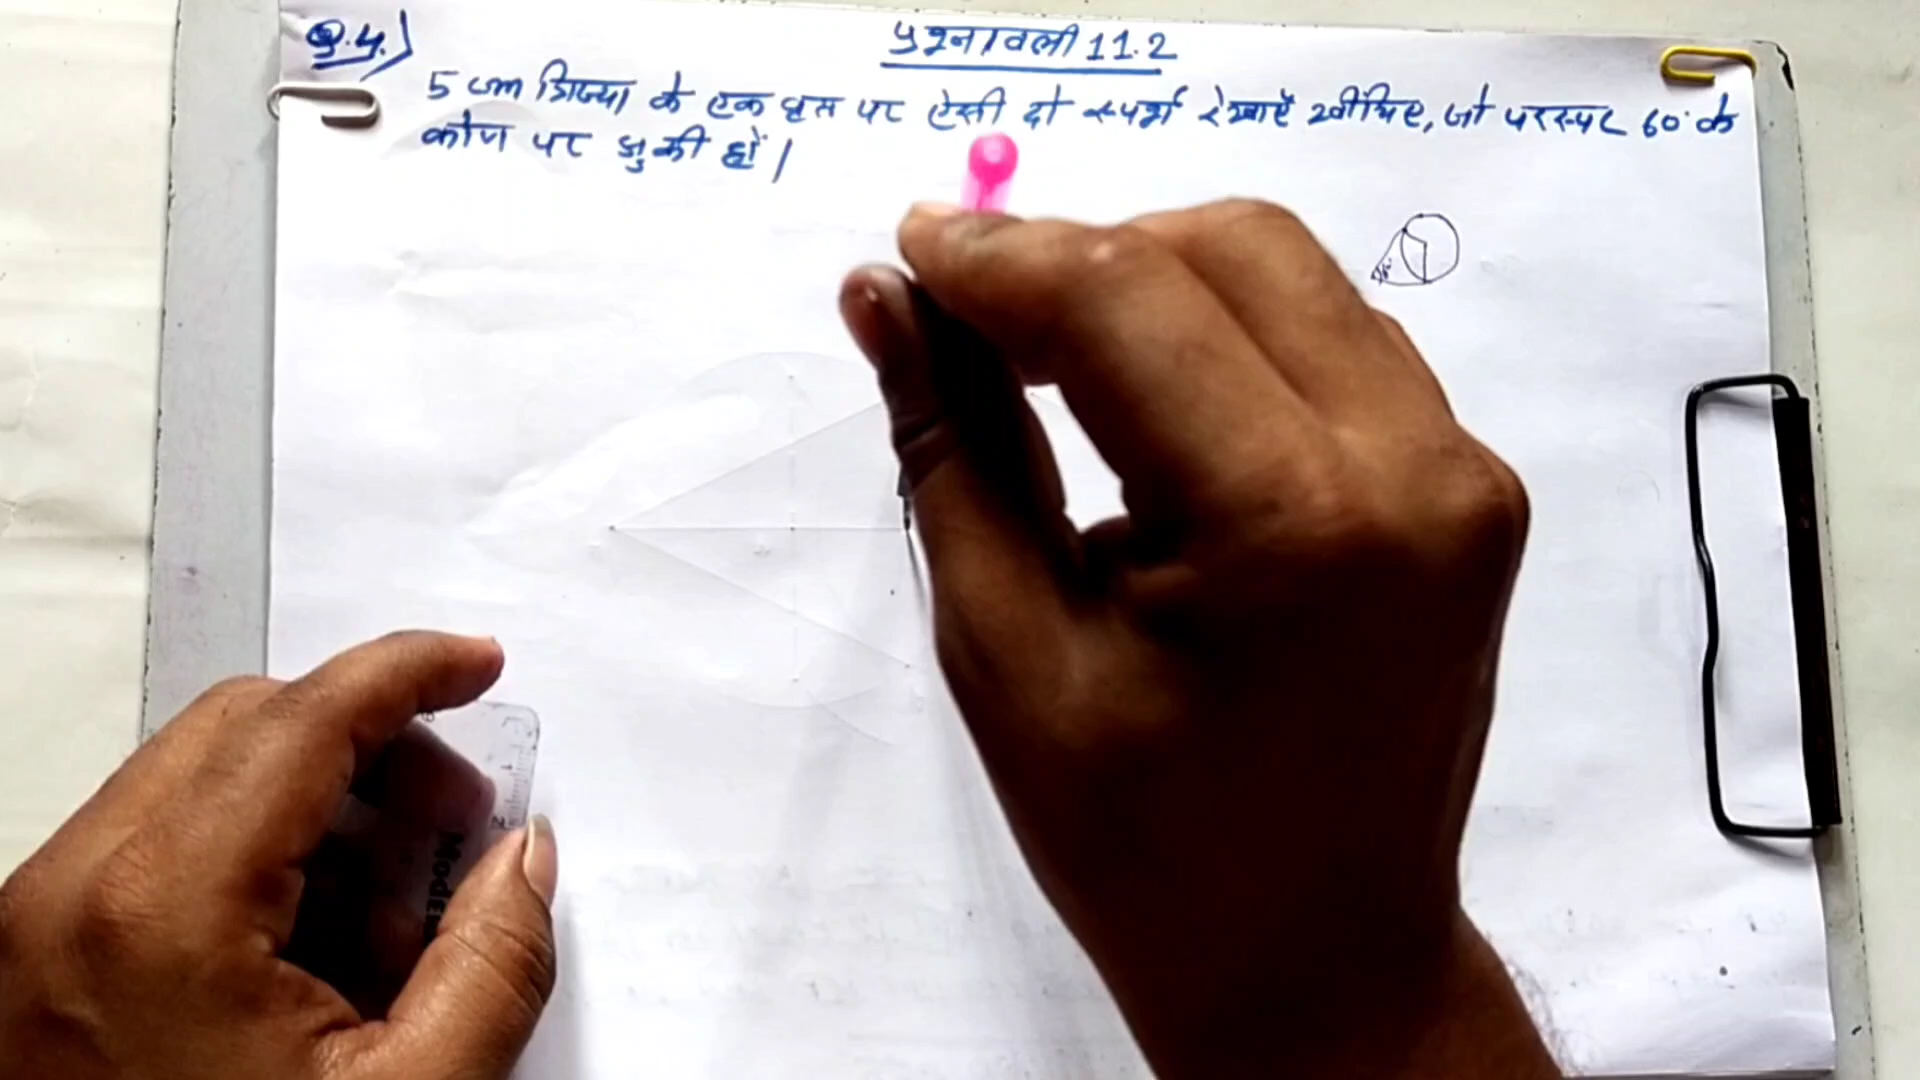 प्रश्नावली 11.2
Q.4.)
5 cm त्रिज्या के एक वृत्त पर ऐसी दो स्पर्श रेखाएँ खींचिए, जो परस्पर 60° के
कोण पर झुकी हों।